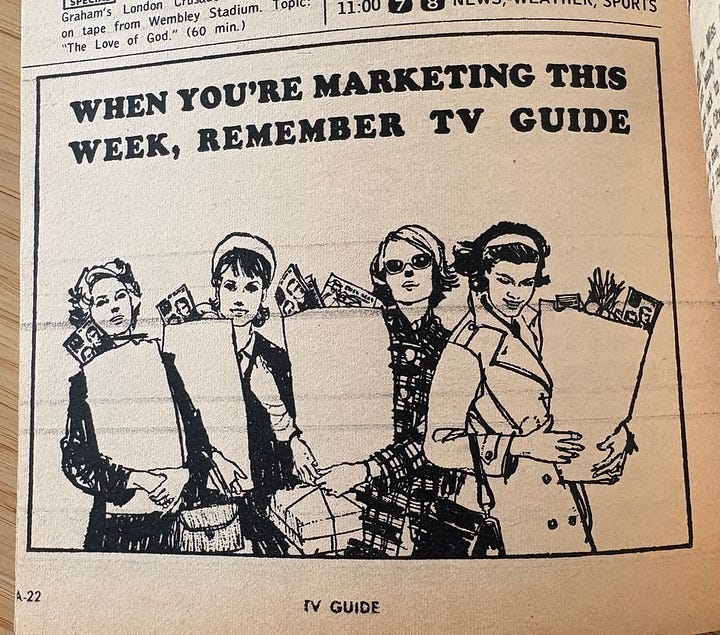 Graham's London
on tape from Wembley Stadium. Topic:
"The Love of God." (60 min.)
11:00 7 8 NEWS, WEATHER, SPORTS
WHEN YOU'RE MARKETING THIS
WEEK, REMEMBER TV GUIDE
A-22
TV GUIDE